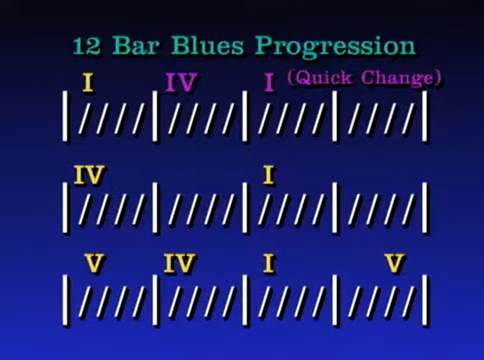 12 Bar Blues Progression
I IV I (Quick Change)
IV I
V IV I V